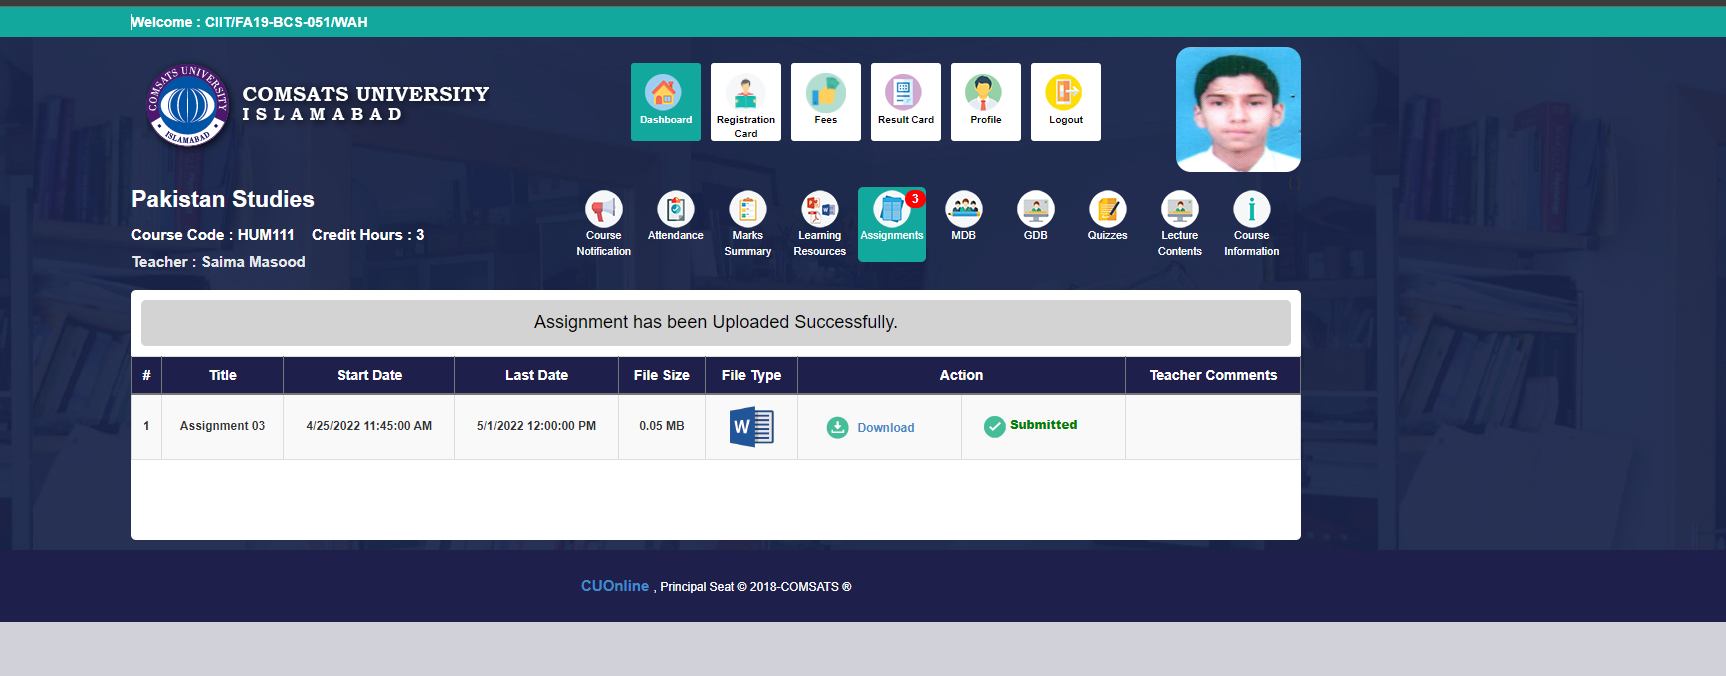 Welcome : CIIT/FA19-BCS-051/WAH
COMSATS UNIVERSITY
ISLAMABAD
COMSATS UNIVERSITY
ISLAMABAD
Dashboard
Registration
Card
Fees
Result Card
Profile
Logout
Pakistan Studies
Course Code : HUM111 Credit Hours : 3
Teacher : Saima Masood
Course
Notification
Attendance
Marks
Summary
Learning
Resources
3
Assignments
MDB
GDB
Quizzes
Lecture
Contents
Course
Information
Assignment has been Uploaded Successfully.
# Title Start Date Last Date File Size File Type Action Teacher Comments
1 Assignment 03 4/25/2022 11:45:00 AM 5/1/2022 12:00:00 PM 0.05 MB W Download Submitted
CUOnline , Principal Seat © 2018-COMSATS ®